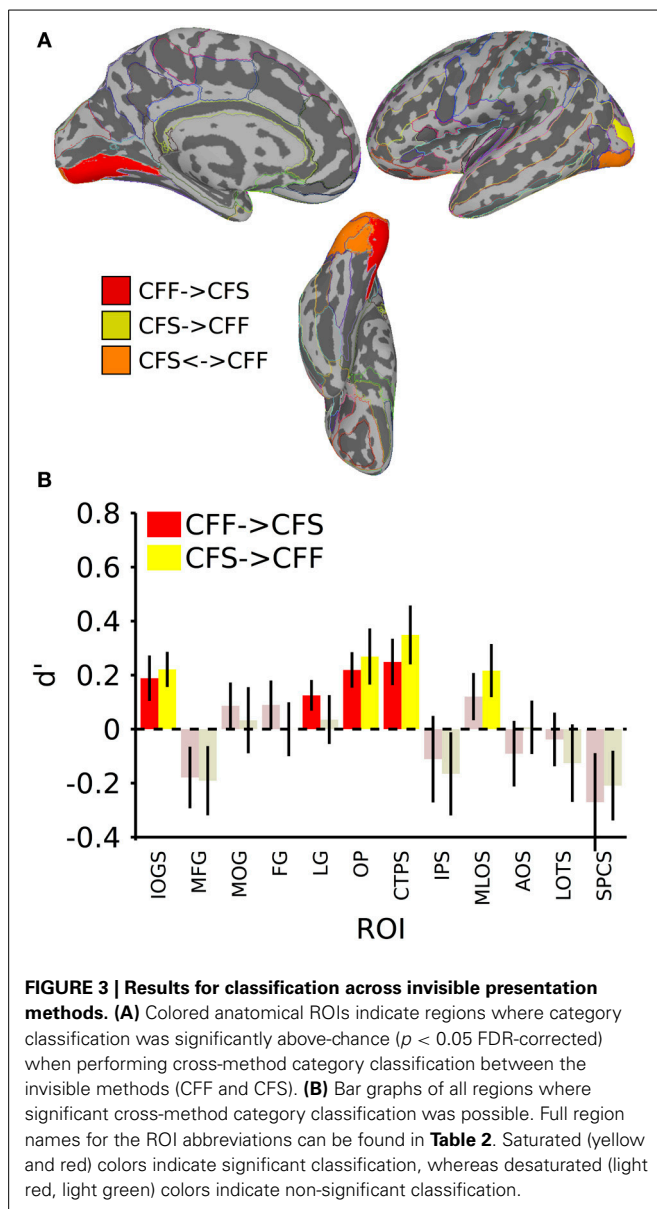 A
CFF->CFS
CFS->CFF
CFS<->CFF
B
0.8
0.6
0.4
0.2
0
-0.2
-0.4
d'
CFF->CFS
CFS->CFF
IOGS
MFG
MOG
FG
LG
OP
CTPS
IPS
MLOS
AOS
LOTS
SPCS
ROI
FIGURE 3 | Results for classification across invisible presentation
methods. (A) Colored anatomical ROIs indicate regions where category
classification was significantly above-chance (p < 0.05 FDR-corrected)
when performing cross-method category classification between the
invisible methods (CFF and CFS). (B) Bar graphs of all regions where
significant cross-method category classification was possible. Full region
names for the ROI abbreviations can be found in Table 2. Saturated (yellow
and red) colors indicate significant classification, whereas desaturated (light
red, light green) colors indicate non-significant classification.